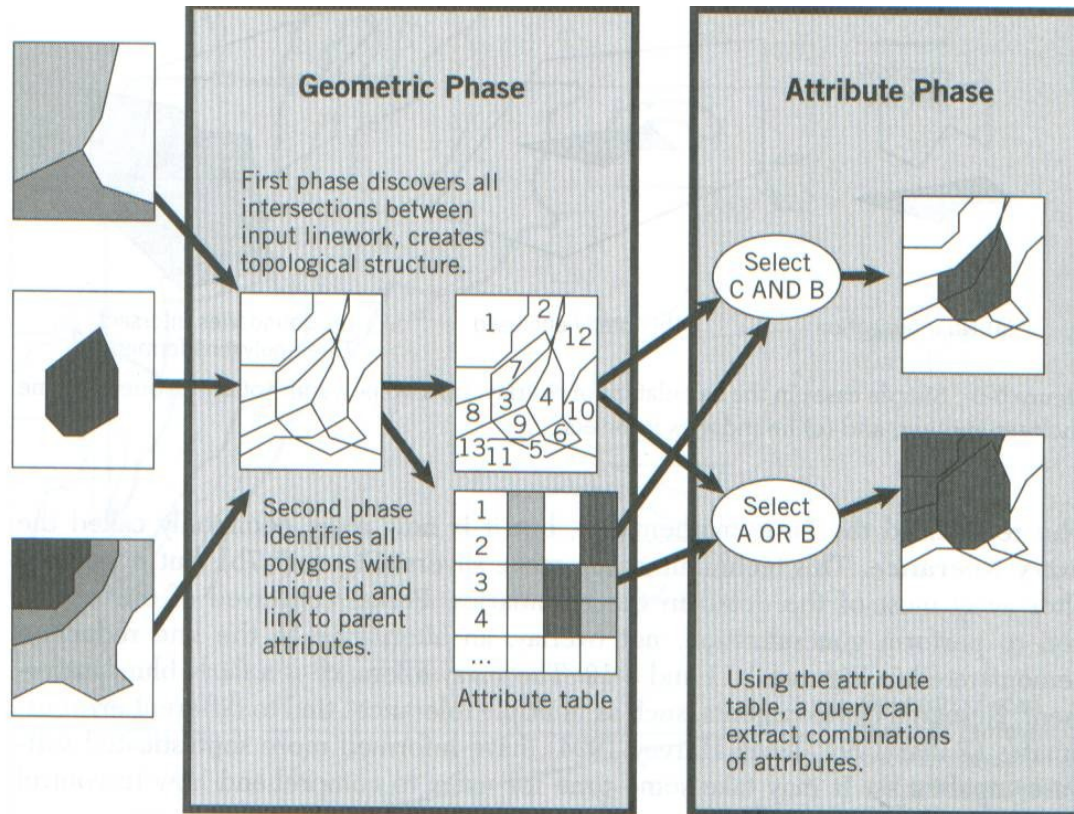 Geometric Phase
First phase discovers all
intersections between
input linework, creates
topological structure.
1
2
12
7
8
3
4
10
9
6
13
11
5
Second phase
identifies all
polygons with
unique id and
link to parent
attributes.
1
2
3
4
...
Attribute table
Attribute Phase
Select
C AND B
Select
A OR B
Using the attribute
table, a query can
extract combinations
of attributes.